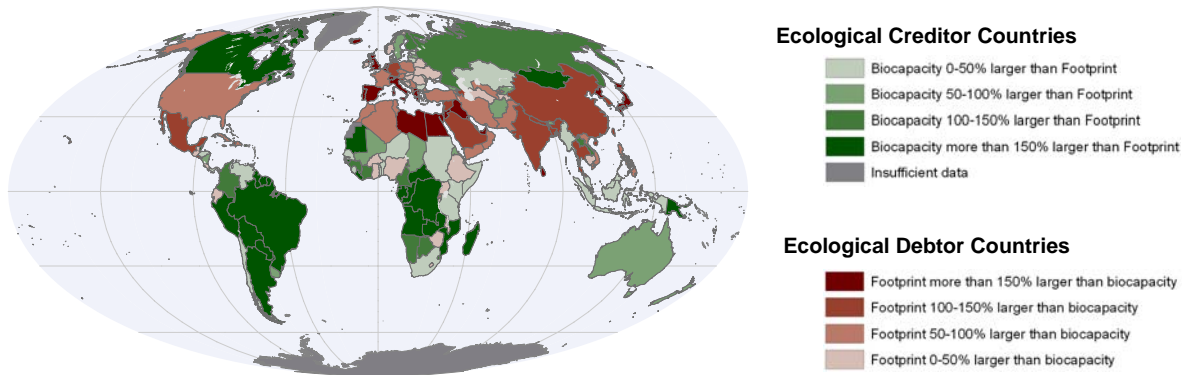 Ecological Creditor Countries
Biocapacity 0-50% larger than Footprint
Biocapacity 50-100% larger than Footprint
Biocapacity 100-150% larger than Footprint
Biocapacity more than 150% larger than Footprint
Insufficient data
Ecological Debtor Countries
Footprint more than 150% larger than biocapacity
Footprint 100-150% larger than biocapacity
Footprint 50-100% larger than biocapacity
Footprint 0-50% larger than biocapacity